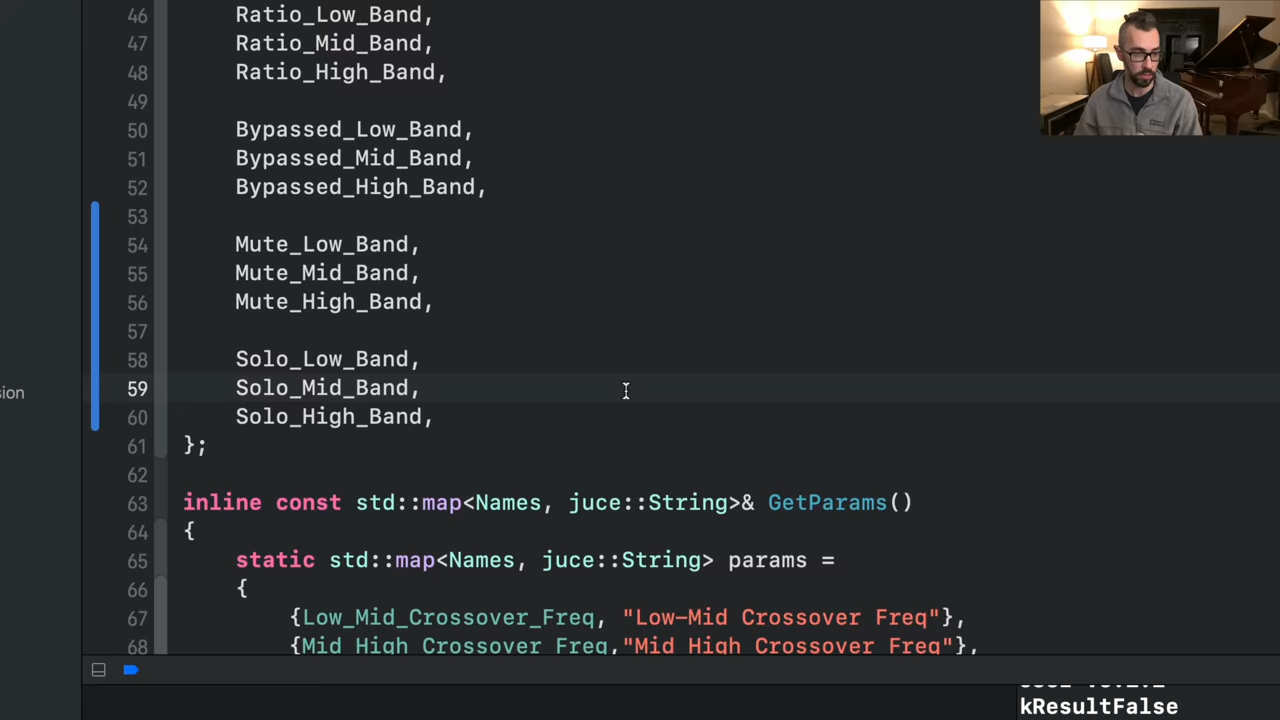 46 Ratio_Low_Band,
47 Ratio_Mid_Band,
48 Ratio_High_Band,
49
50 Bypassed_Low_Band,
51 Bypassed_Mid_Band,
52 Bypassed_High_Band,
53
54 Mute_Low_Band,
55 Mute_Mid_Band,
56 Mute_High_Band,
57
58 Solo_Low_Band,
sion
59 Solo_Mid_Band,
60 Solo_High_Band,
61 };
62
63 inline const std::map<Names, juce::String>& GetParams()
64 {
65 static std::map<Names, juce::String> params =
66 {
67 {Low_Mid_Crossover_Freq, "Low-Mid Crossover Freq"},
68 {Mid_High_Crossover_Freq,"Mid High Crossover Freq"},
kResultFalse